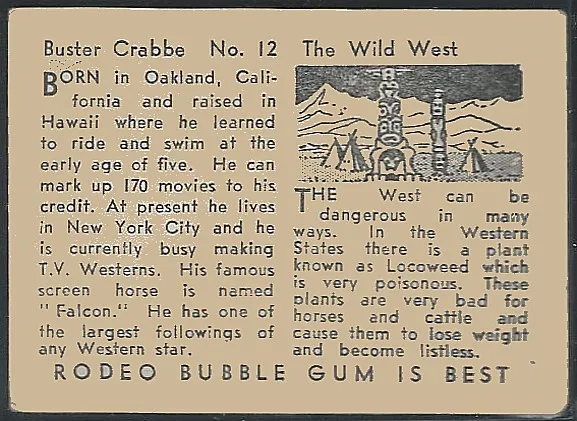 Buster Crabbe No. 12
BORN in Oakland, Cali-
fornia and raised in
Hawaii where he learned
to ride and swim at the
early age of five. He can
mark up 170 movies to his
credit. At present he lives
in New York City and he
is currently busy making
T.V. Westerns. His famous
screen horse is named
"Falcon." He has one of
the largest followings of
any Western star.
The Wild West
THE West can be
dangerous in many
ways. In the Western
States there is a plant
known as Locoweed which
is very poisonous. These
plants are very bad for
horses and cattle and
cause them to lose weight
and become listless.
RODEO BUBBLE GUM IS BEST